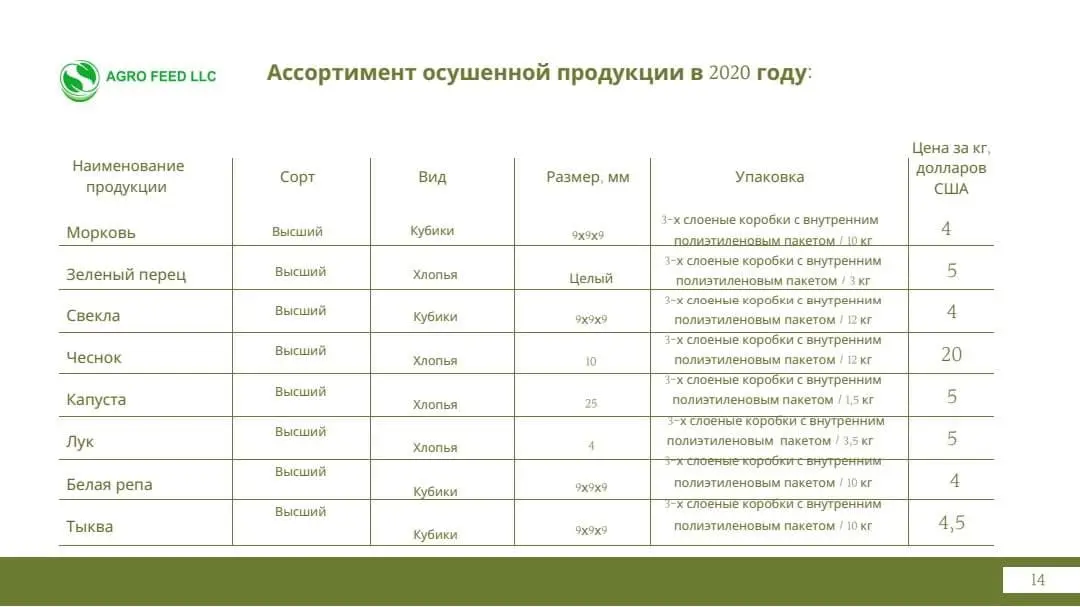 AGRO FEED LLC
Ассортимент осушенной продукции в 2020 году:
Наименование
продукции
Сорт
Вид
Размер, мм
Упаковка
Цена за кг,
долларов
США
Морковь
Высший
Кубики
9х9х9
3-х слоеные коробки с внутренним
полиэтиленовым пакетом / 10 кг
4
Зеленый перец
Высший
Хлопья
Целый
3-х слоеные коробки с внутренним
полиэтиленовым пакетом / 3 кг
5
Свекла
Высший
Кубики
9х9х9
3-х слоеные коробки с внутренним
полиэтиленовым пакетом / 12 кг
4
Чеснок
Высший
Хлопья
10
3-х слоеные коробки с внутренним
полиэтиленовым пакетом / 12 кг
20
Капуста
Высший
Хлопья
25
3-х слоеные коробки с внутренним
полиэтиленовым пакетом / 1,5 кг
5
Лук
Высший
Хлопья
4
3-х слоеные коробки с внутренним
полиэтиленовым пакетом / 3,5 кг
5
Белая репа
Высший
Кубики
9х9х9
3-х слоеные коробки с внутренним
полиэтиленовым пакетом / 10 кг
4
Тыква
Высший
Кубики
9х9х9
3-х слоеные коробки с внутренним
полиэтиленовым пакетом / 10 кг
4,5
14